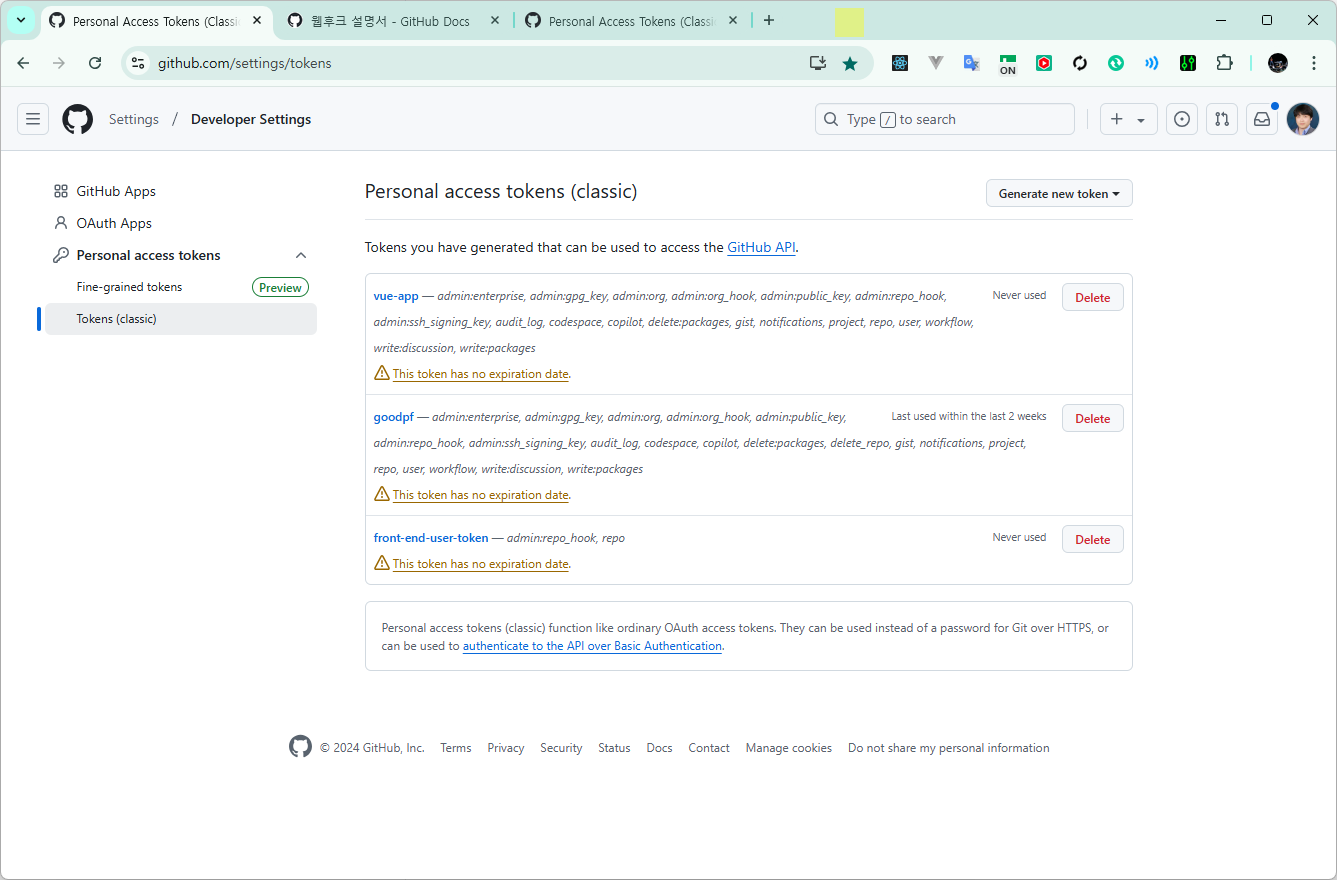 Personal Access Tokens (Classic
웹후크 설명서 - GitHub Docs
Personal Access Tokens (Classic
github.com/settings/tokens
ON
Settings / Developer Settings
Type / to search
GitHub Apps
OAuth Apps
Personal access tokens
Fine-grained tokens Preview
Tokens (classic)
Personal access tokens (classic)
Generate new token
Tokens you have generated that can be used to access the GitHub API.
vue-app — admin:enterprise, admin:gpg_key, admin:org, admin:org_hook, admin:public_key, admin:repo_hook, Never used Delete
admin:ssh_signing_key, audit_log, codespace, copilot, delete:packages, gist, notifications, project, repo, user, workflow,
write:discussion, write:packages
This token has no expiration date.
goodpf — admin:enterprise, admin:gpg_key, admin:org, admin:org_hook, admin:public_key, Last used within the last 2 weeks Delete
admin:repo_hook, admin:ssh_signing_key, audit_log, codespace, copilot, delete:packages, delete_repo, gist, notifications, project,
repo, user, workflow, write:discussion, write:packages
This token has no expiration date.
front-end-user-token — admin:repo_hook, repo Never used Delete
This token has no expiration date.
Personal access tokens (classic) function like ordinary OAuth access tokens. They can be used instead of a password for Git over HTTPS, or
can be used to authenticate to the API over Basic Authentication.
© 2024 GitHub, Inc. Terms Privacy Security Status Docs Contact Manage cookies Do not share my personal information